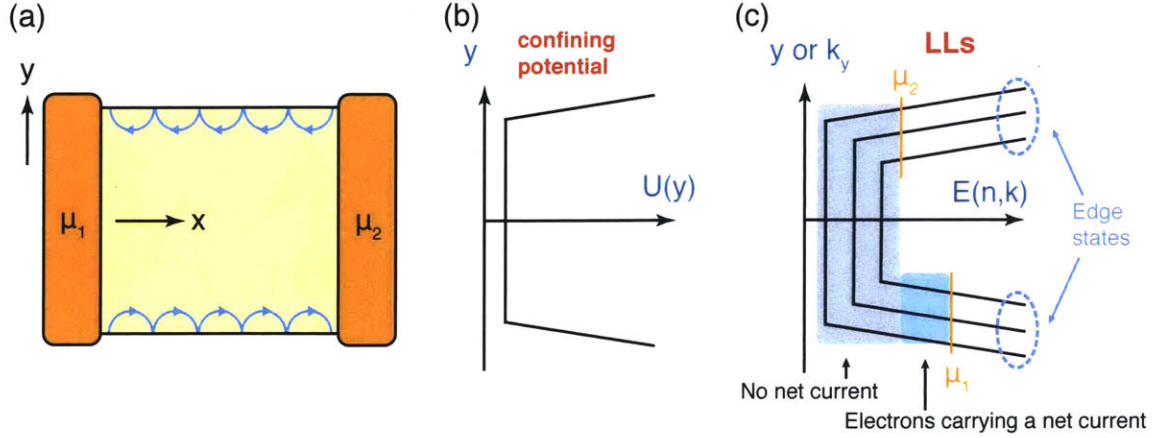 (a)
y
x
μ1
μ2
(b)
y
confining
potential
U(y)
(c)
y or ky
LLs
μ2
E(n,k)
Edge
states
μ1
No net current
Electrons carrying a net current